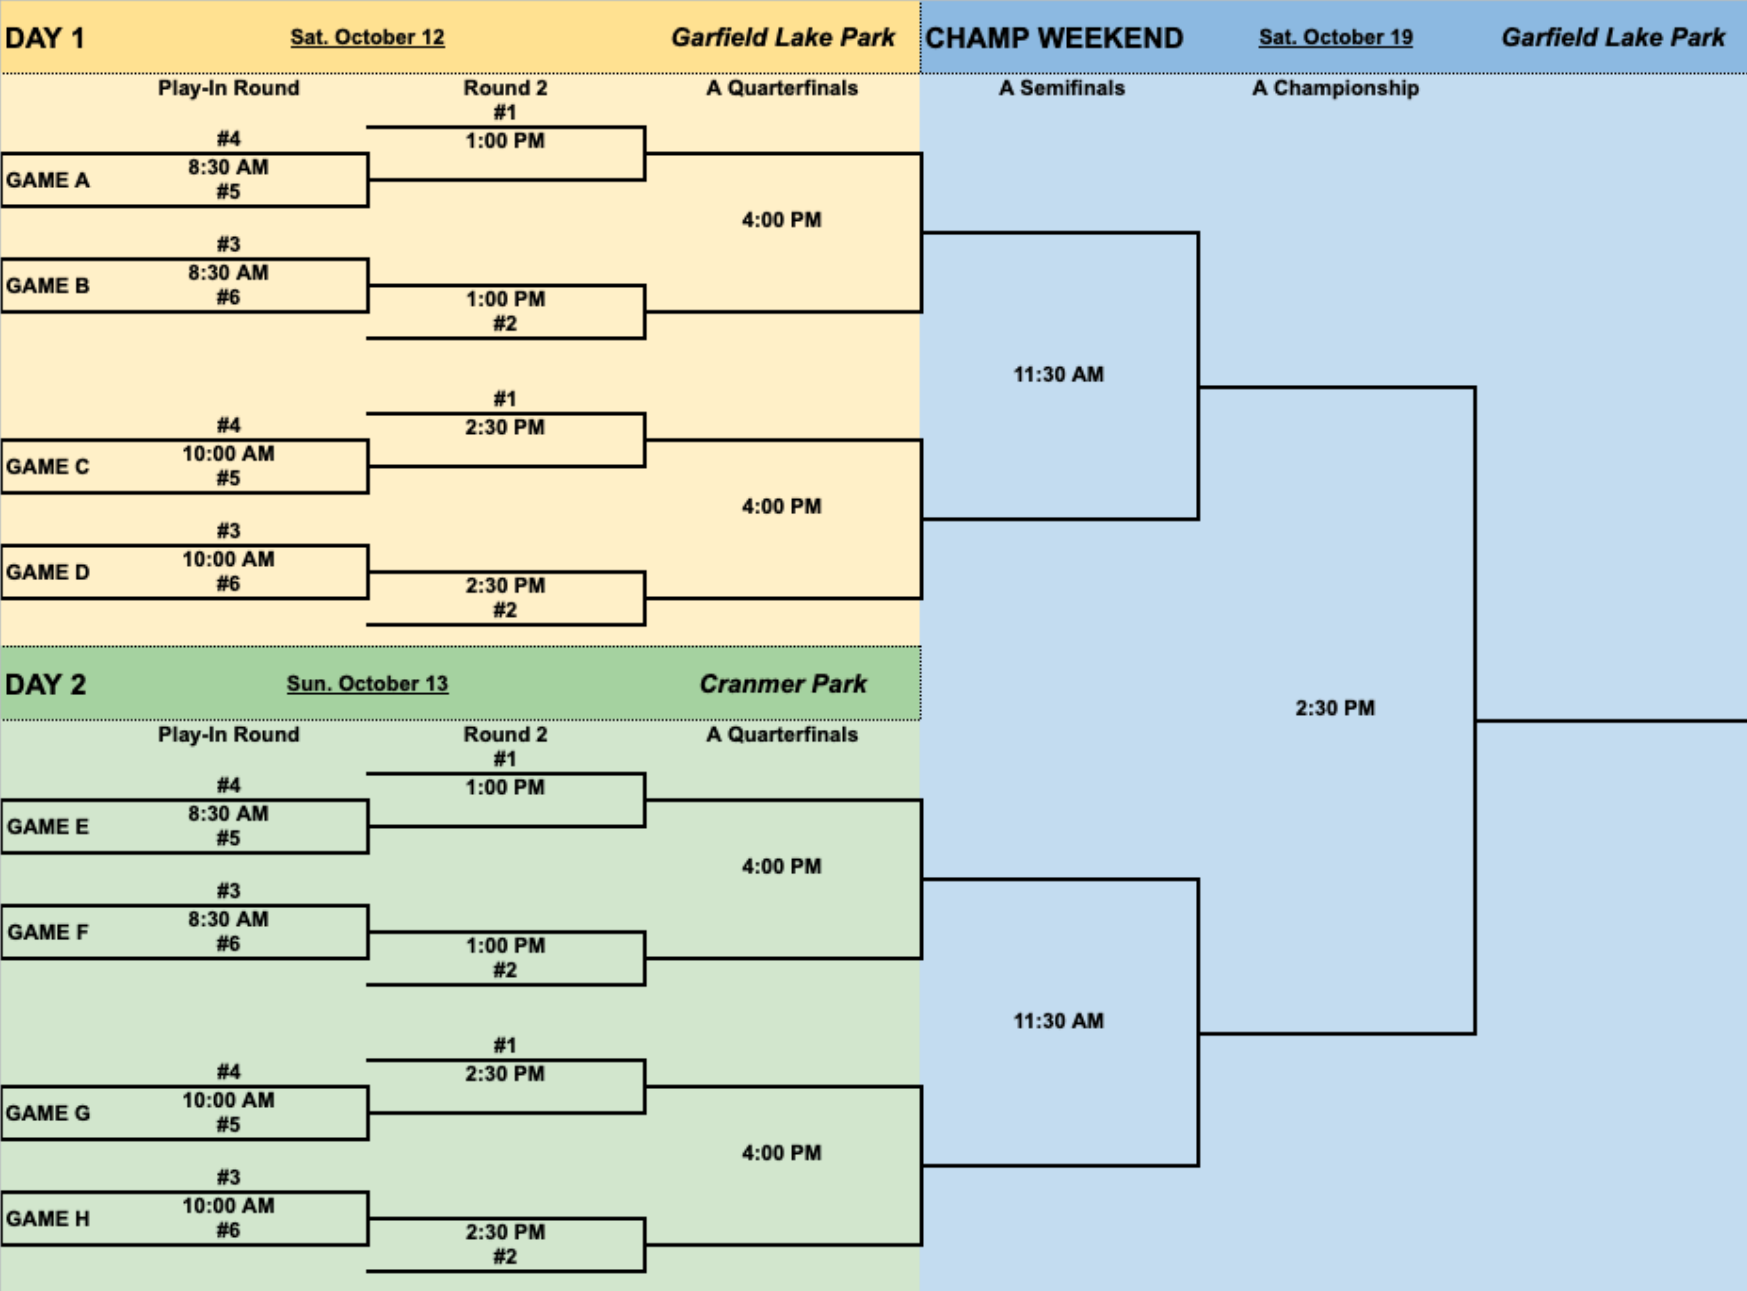 DAY 1 Sat. October 12 Garfield Lake Park CHAMP WEEKEND Sat. October 19 Garfield Lake Park
Play-In Round Round 2 A Quarterfinals A Semifinals A Championship
#1
#4 1:00 PM
8:30 AM
GAME A #5
4:00 PM
#3
8:30 AM
GAME B #6 1:00 PM
#2
11:30 AM
#1
#4 2:30 PM
10:00 AM
GAME C #5
4:00 PM
#3
10:00 AM
GAME D #6 2:30 PM
#2
DAY 2 Sun. October 13 Cranmer Park
2:30 PM
Play-In Round Round 2 A Quarterfinals
#1
#4 1:00 PM
8:30 AM
GAME E #5
4:00 PM
#3
8:30 AM
GAME F #6 1:00 PM
#2
11:30 AM
#1
#4 2:30 PM
10:00 AM
GAME G #5
4:00 PM
#3
10:00 AM
GAME H #6 2:30 PM
#2